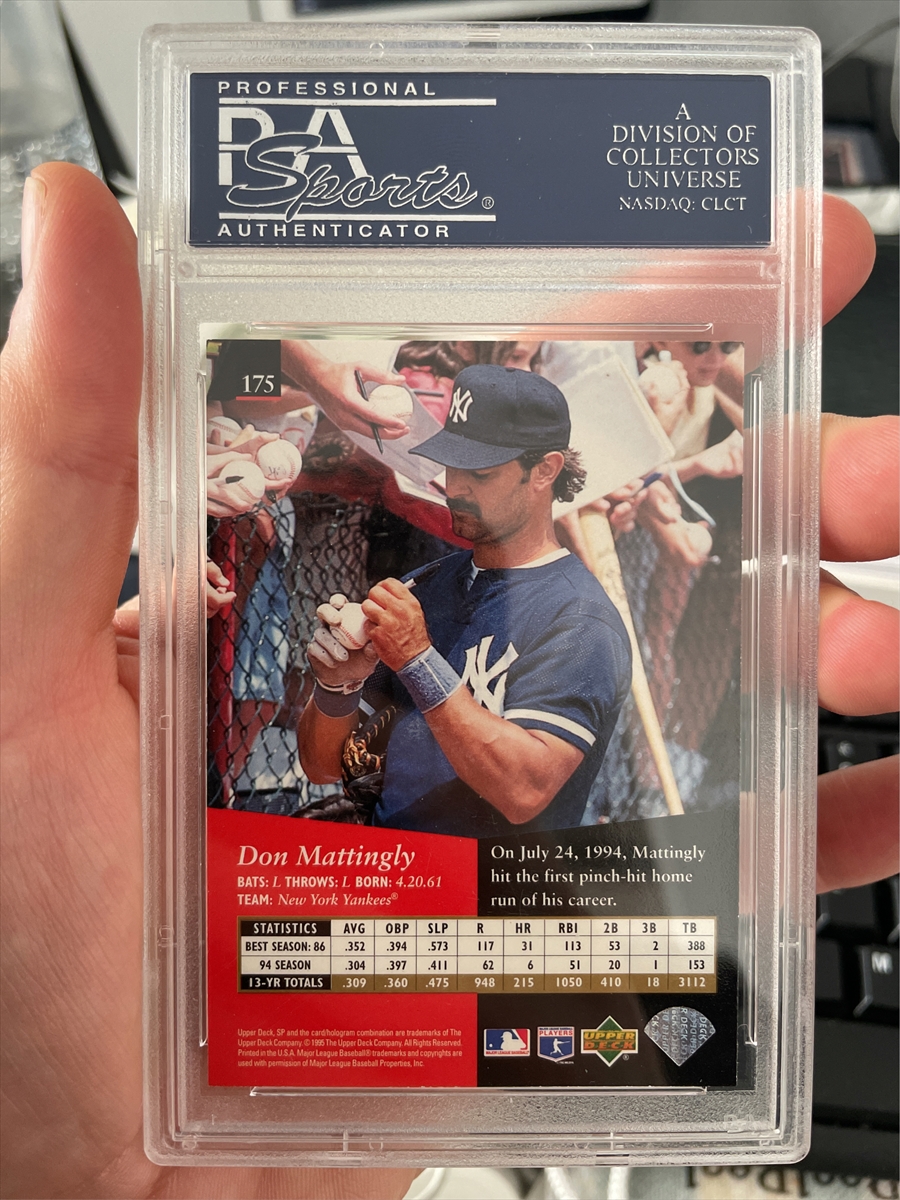 PROFESSIONAL
PSA
Sports®
AUTHENTICATOR
A
DIVISION OF
COLLECTORS
UNIVERSE
NASDAQ: CLCT
175
NY
NY
Don Mattingly
BATS: L THROWS: L BORN: 4.20.61
TEAM: New York Yankees®
On July 24, 1994, Mattingly
hit the first pinch-hit home
run of his career.
STATISTICS AVG OBP SLP R HR RBI 2B 3B TB
BEST SEASON: 86 .352 .394 .573 117 31 113 53 2 388
94 SEASON .304 .397 .411 62 6 51 20 1 153
13-YR TOTALS .309 .360 .475 948 215 1050 410 18 3112
Upper Deck, SP and the card/hologram combination are trademarks of The
Upper Deck Company. © 1995 The Upper Deck Company. All Rights Reserved.
Printed in the U.S.A. Major League Baseball® trademarks and copyrights are
used with permission of Major League Baseball Properties, Inc.
MAJOR LEAGUE BASEBALL
PLAYERS
UPPER
DECK®
M